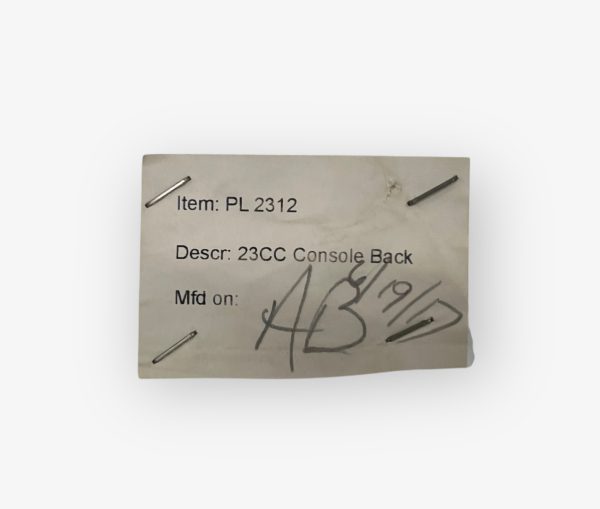 Item: PL 2312
Descr: 23CC Console Back
Mfd on: AB